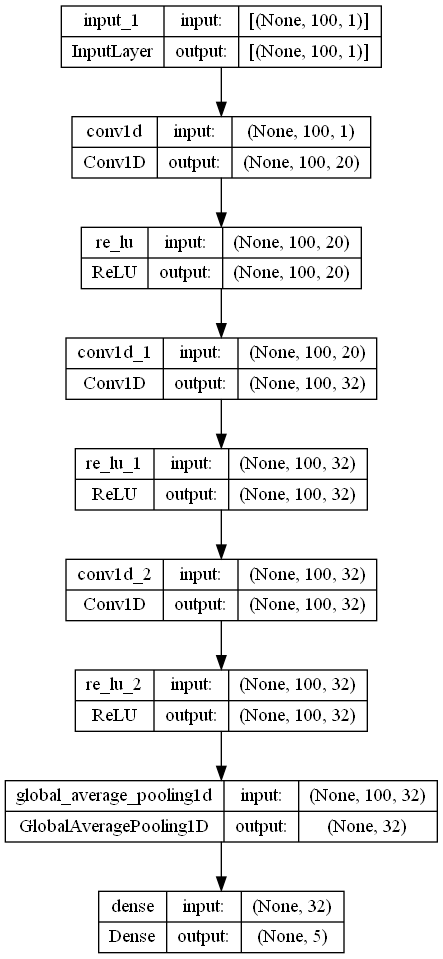 input_1 input: [(None, 100, 1)]
InputLayer output: [(None, 100, 1)]
conv1d input: (None, 100, 1)
Conv1D output: (None, 100, 20)
re_lu input: (None, 100, 20)
ReLU output: (None, 100, 20)
conv1d_1 input: (None, 100, 20)
Conv1D output: (None, 100, 32)
re_lu_1 input: (None, 100, 32)
ReLU output: (None, 100, 32)
conv1d_2 input: (None, 100, 32)
Conv1D output: (None, 100, 32)
re_lu_2 input: (None, 100, 32)
ReLU output: (None, 100, 32)
global_average_pooling1d input: (None, 100, 32)
GlobalAveragePooling1D output: (None, 32)
dense input: (None, 32)
Dense output: (None, 5)